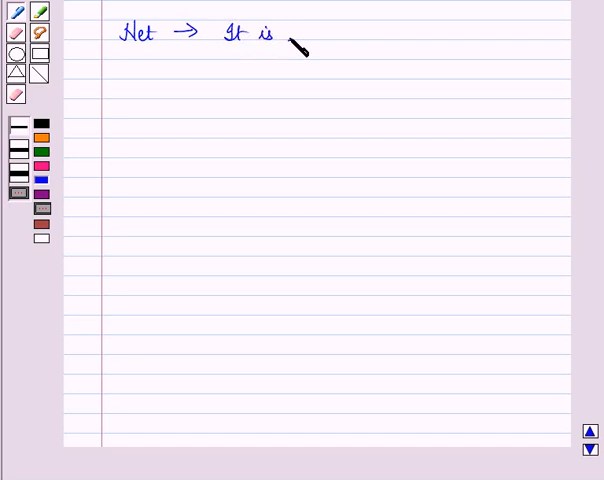 Net → It is